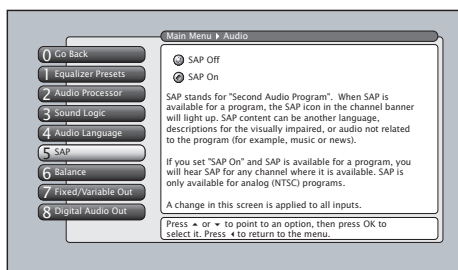 Main Menu ▶ Audio
0 Go Back
1 Equalizer Presets
2 Audio Processor
3 Sound Logic
4 Audio Language
5 SAP
6 Balance
7 Fixed/Variable Out
8 Digital Audio Out
SAP Off
SAP On
SAP stands for "Second Audio Program". When SAP is
available for a program, the SAP icon in the channel banner
will light up. SAP content can be another language,
descriptions for the visually impaired, or audio not related
to the program (for example, music or news).
If you set "SAP On" and SAP is available for a program, you
will hear SAP for any channel where it is available. SAP is
only available for analog (NTSC) programs.
A change in this screen is applied to all inputs.
Press ▲ or ▼ to point to an option, then press OK to
select it. Press ◀ to return to the menu.